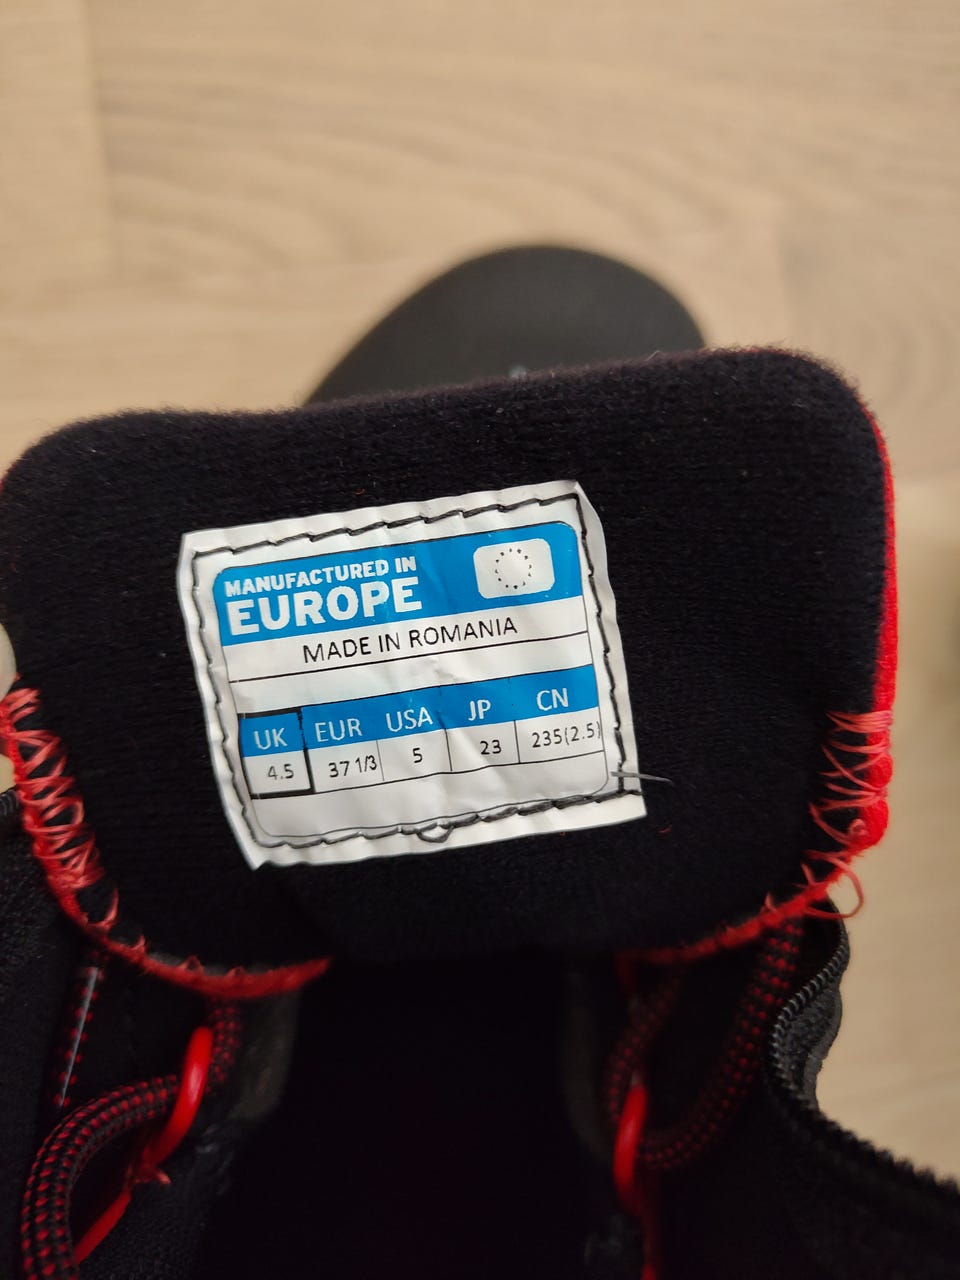 MANUFACTURED IN
EUROPE
MADE IN ROMANIA
UK EUR USA JP CN
4.5 37 1/3 5 23 235(2.5)